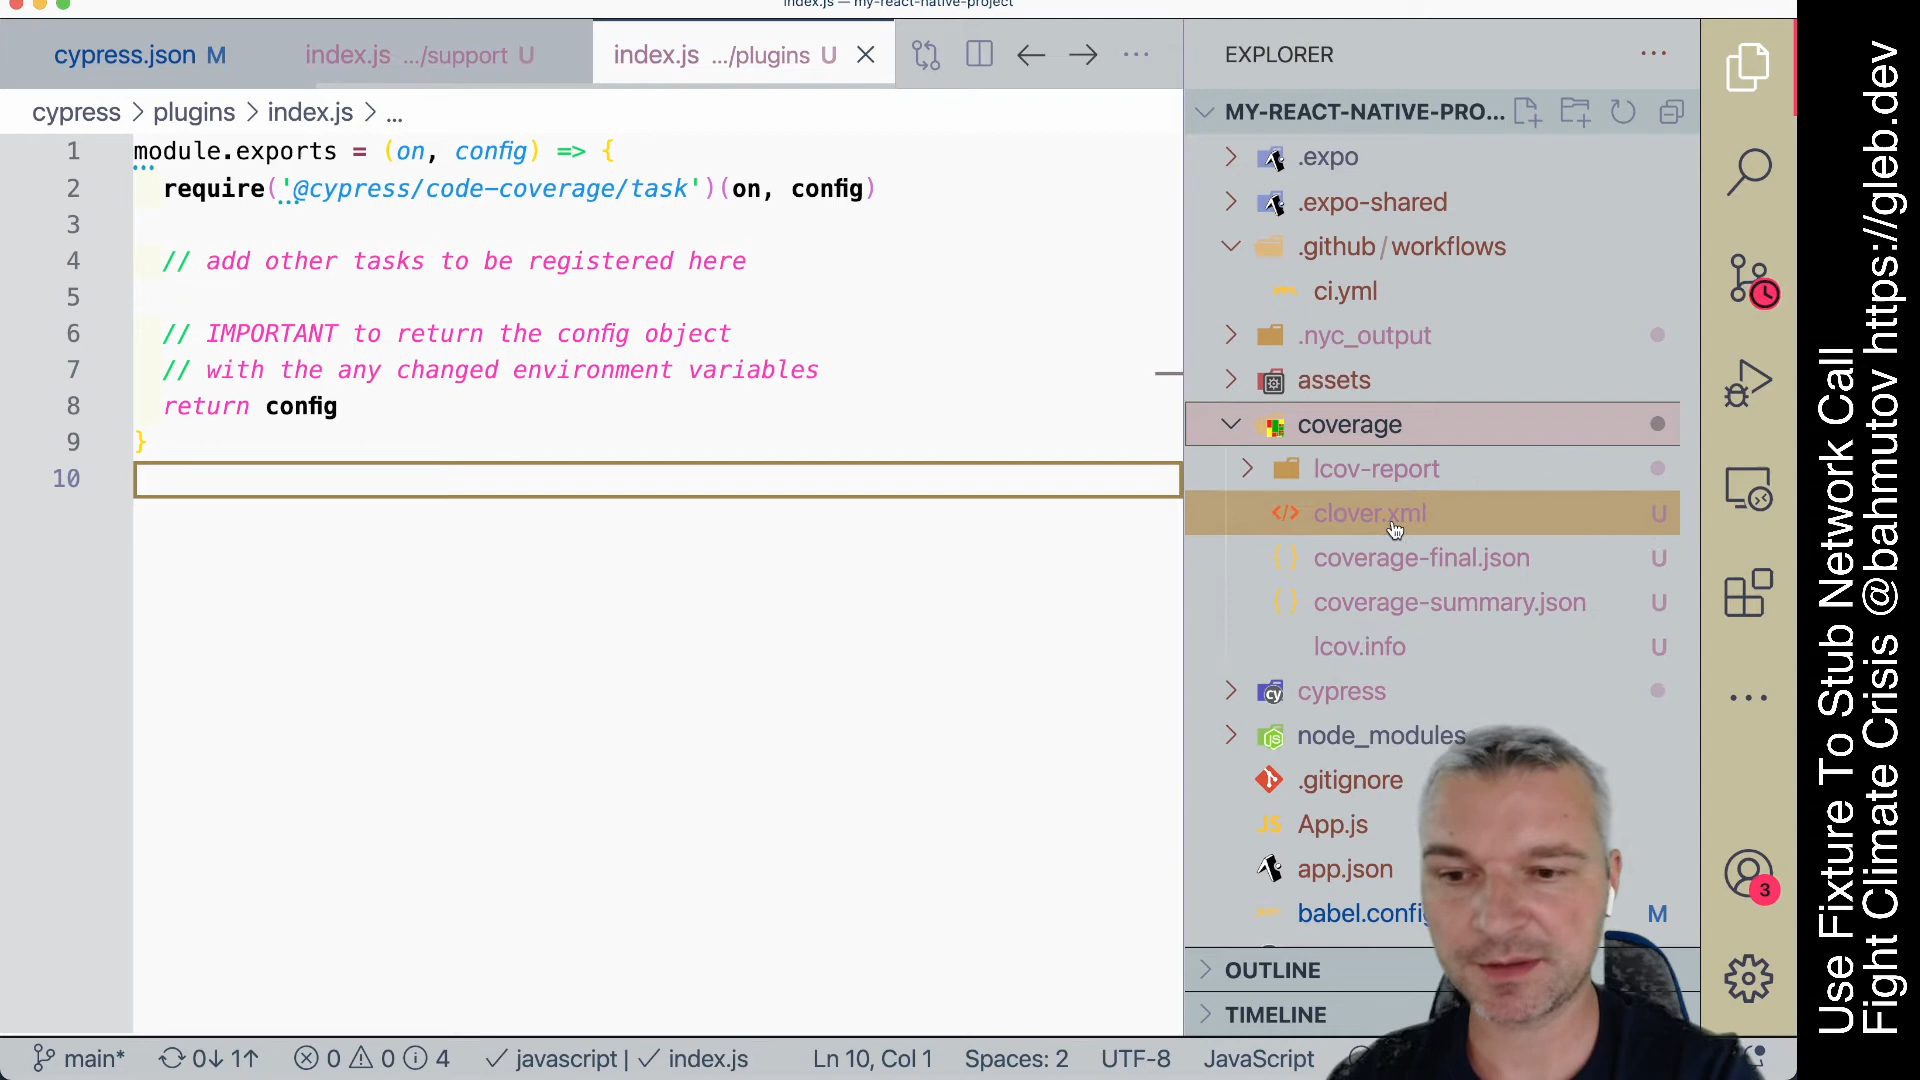 index.js — my-react-native-project
cypress.json M
index.js .../support U
index.js .../plugins U
EXPLORER
cypress > plugins > index.js > ...
MY-REACT-NATIVE-PRO...
1 module.exports = (on, config) => {
2 require('@cypress/code-coverage/task')(on, config)
3
4 // add other tasks to be registered here
5
6 // IMPORTANT to return the config object
7 // with the any changed environment variables
8 return config
9 }
10
.expo
.expo-shared
.github/workflows
ci.yml
.nyc_output
assets
coverage
lcov-report
clover.xml U
coverage-final.json U
coverage-summary.json U
lcov.info U
cypress
node_modules
.gitignore
JS App.js
app.json
babel.confi M
OUTLINE
TIMELINE
3
main* 0↓ 1↑ 0 0 4 javascript | index.js Ln 10, Col 1 Spaces: 2 UTF-8 JavaScript
Use Fixture To Stub Network Call
Fight Climate Crisis @bahmutov https://gleb.dev